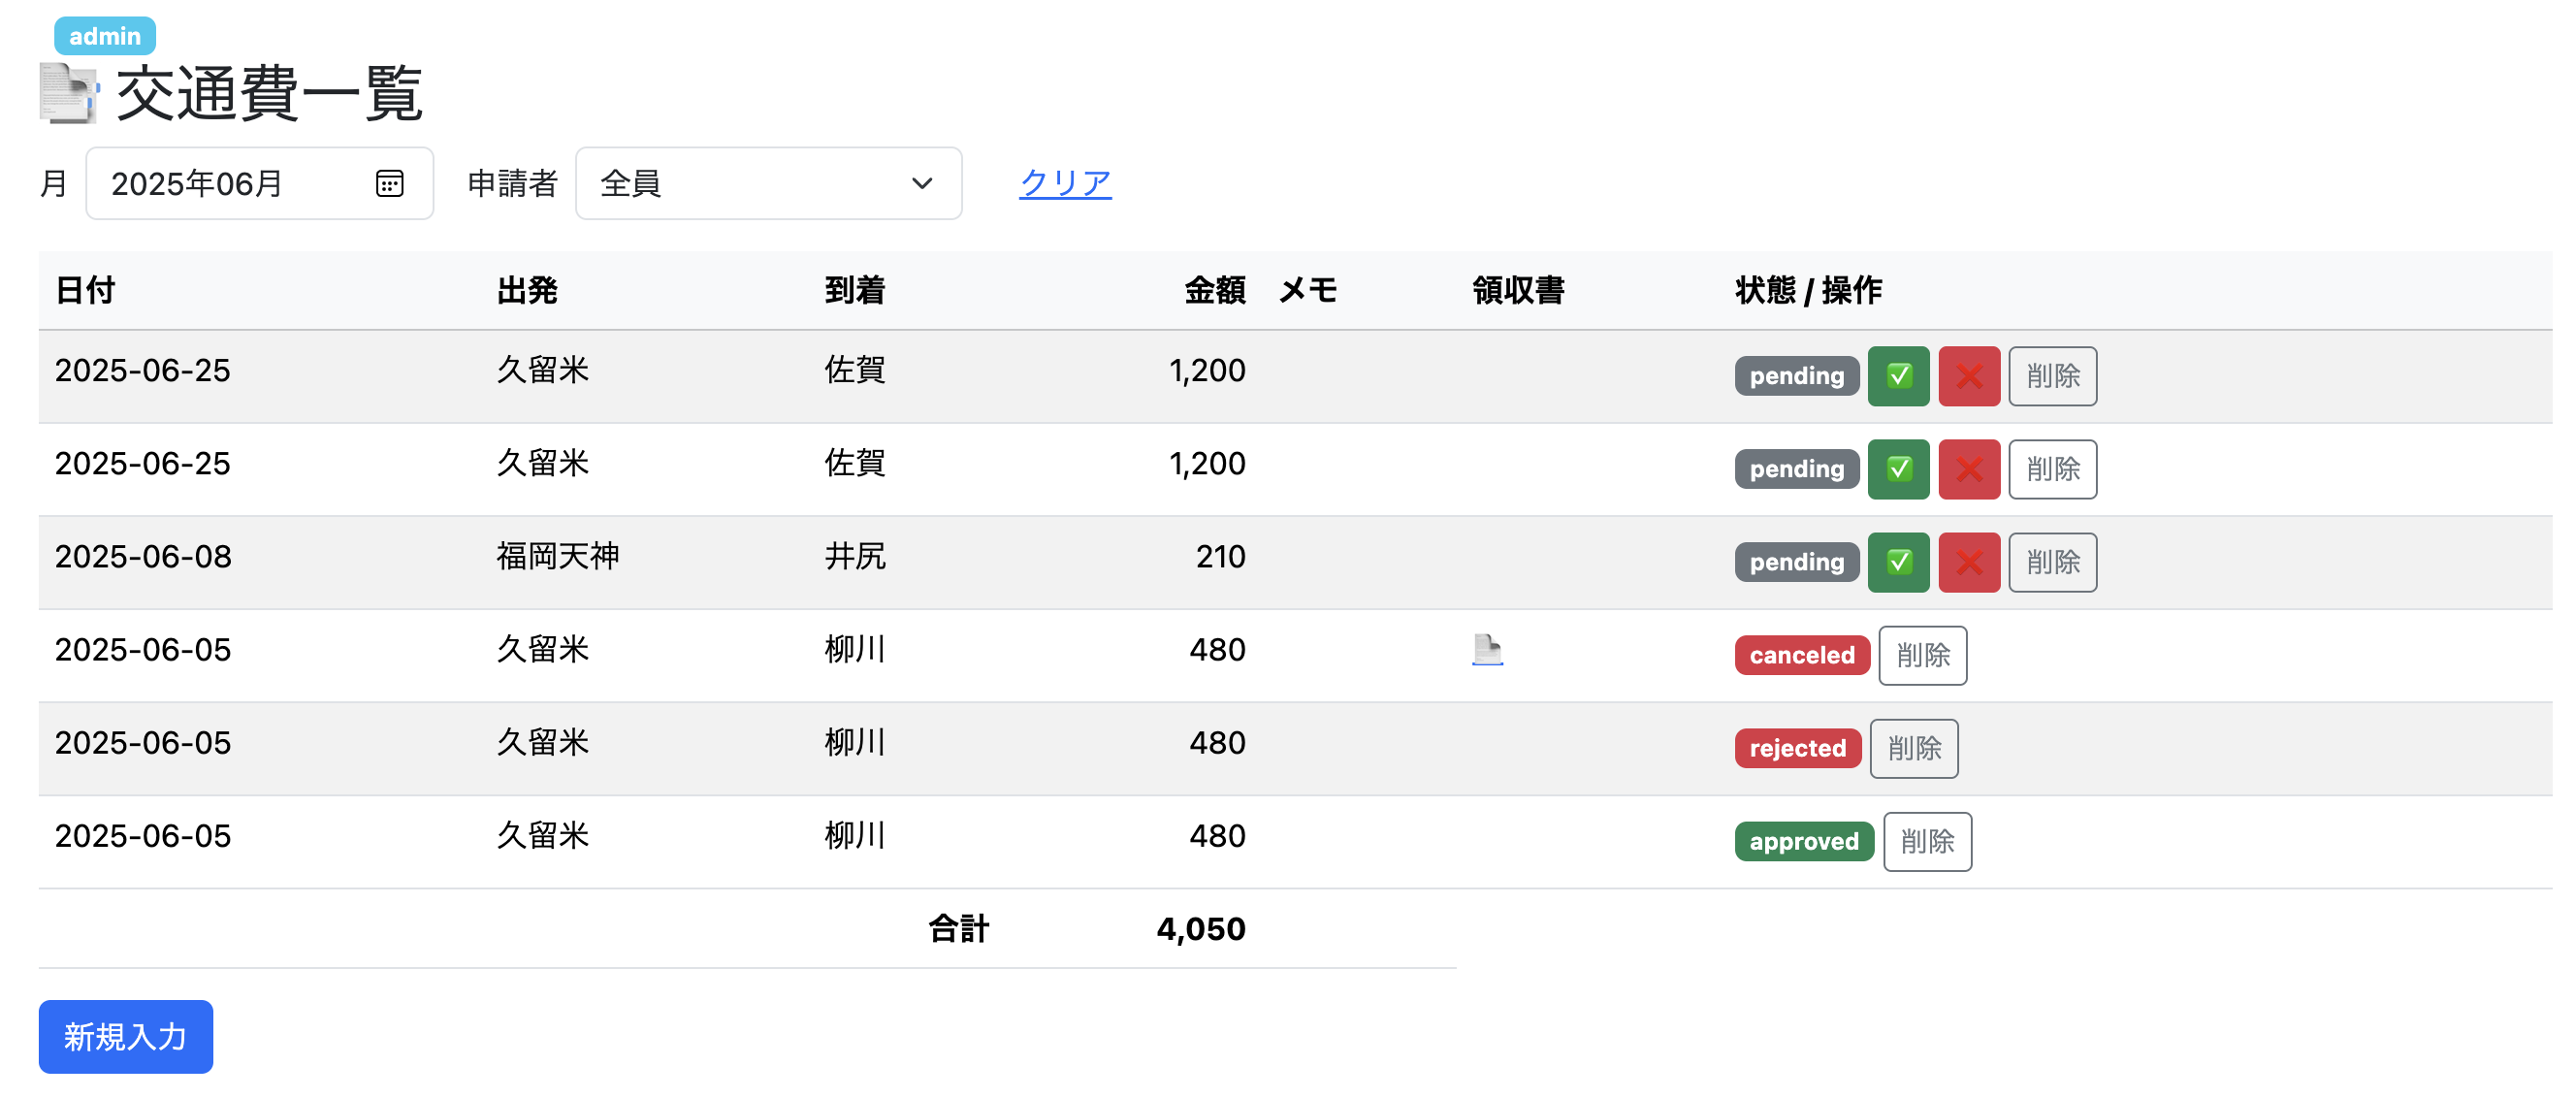 admin
交通費一覧
月 2025年06月 申請者 全員 クリア
日付 出発 到着 金額 メモ 領収書 状態 / 操作
2025-06-25 久留米 佐賀 1,200 pending 削除
2025-06-25 久留米 佐賀 1,200 pending 削除
2025-06-08 福岡天神 井尻 210 pending 削除
2025-06-05 久留米 柳川 480 canceled 削除
2025-06-05 久留米 柳川 480 rejected 削除
2025-06-05 久留米 柳川 480 approved 削除
合計 4,050
新規入力